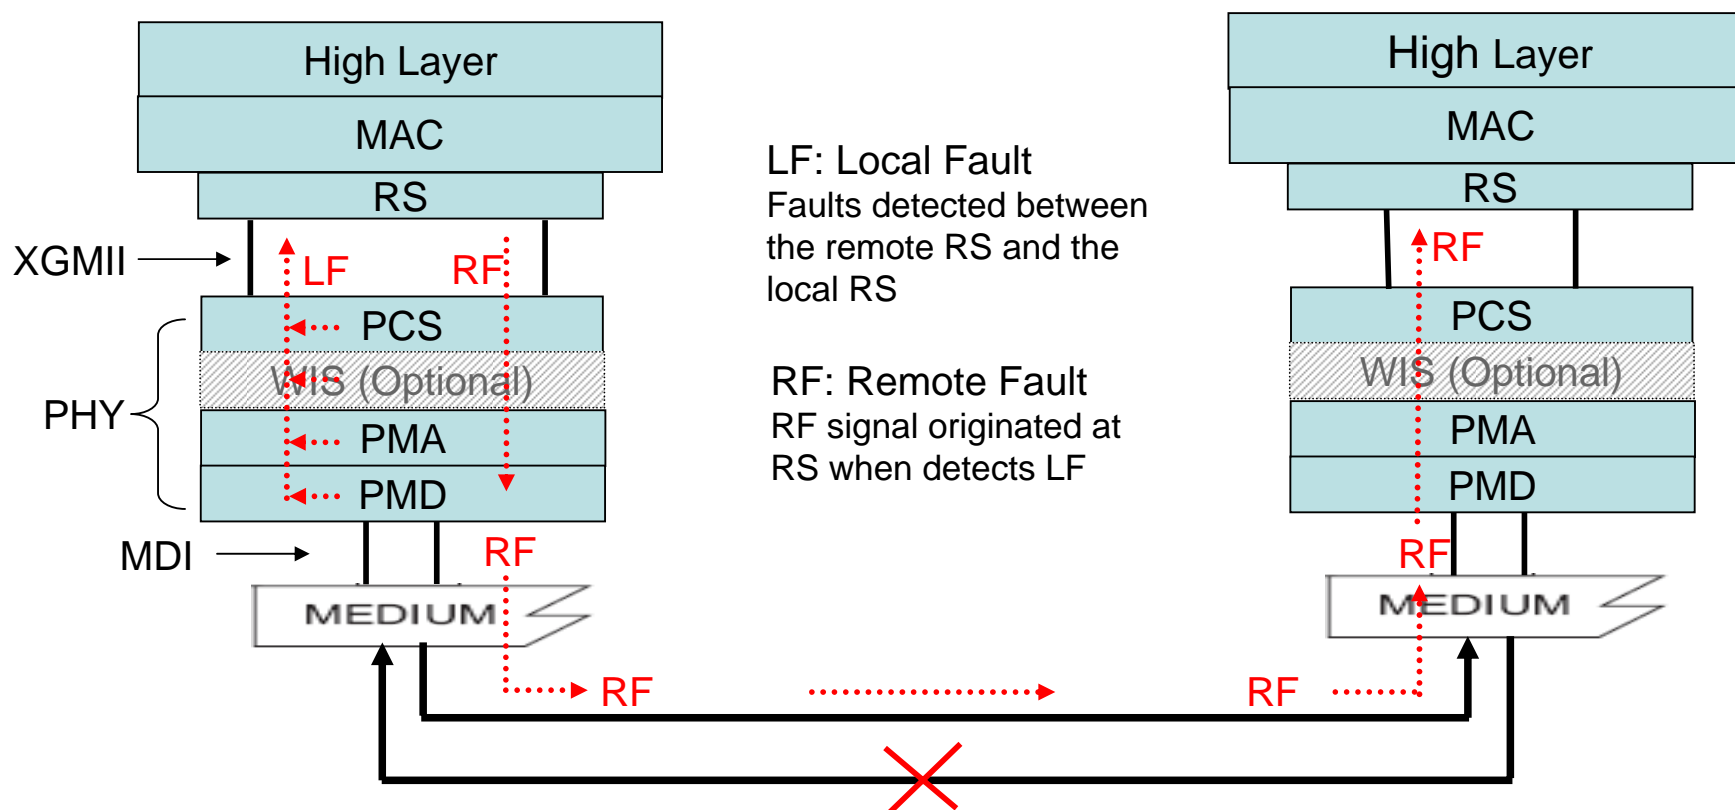 High Layer
MAC
RS
XGMII
LF
RF
PCS
WIS (Optional)
PHY
PMA
PMD
MDI
RF
MEDIUM
RF
LF: Local Fault
Faults detected between
the remote RS and the
local RS
RF: Remote Fault
RF signal originated at
RS when detects LF
High Layer
MAC
RS
RF
PCS
WIS (Optional)
PMA
PMD
RF
MEDIUM
RF